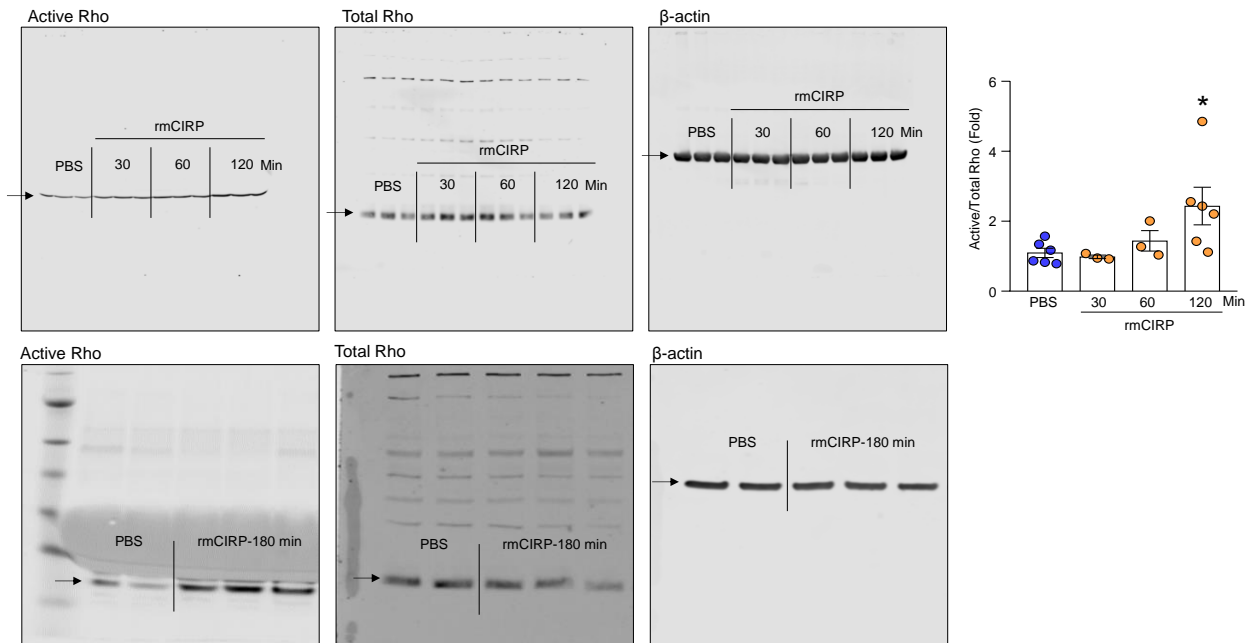 Active Rho
rmCIRP
PBS 30 60 120 Min
Total Rho
rmCIRP
PBS 30 60 120 Min
β-actin
rmCIRP
PBS 30 60 120 Min
Active/Total Rho (Fold)
6
4
2
0
*
PBS 30 60 120 Min
rmCIRP
Active Rho
PBS rmCIRP-180 min
Total Rho
PBS rmCIRP-180 min
β-actin
PBS rmCIRP-180 min